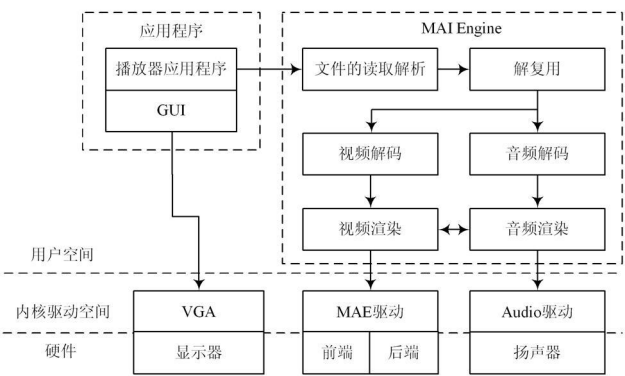 应用程序
MAI Engine
播放器应用程序
文件的读取解析
解复用
GUI
视频解码
音频解码
视频渲染
音频渲染
用户空间
内核驱动空间
VGA
MAE驱动
Audio驱动
硬件
显示器
前端
后端
扬声器